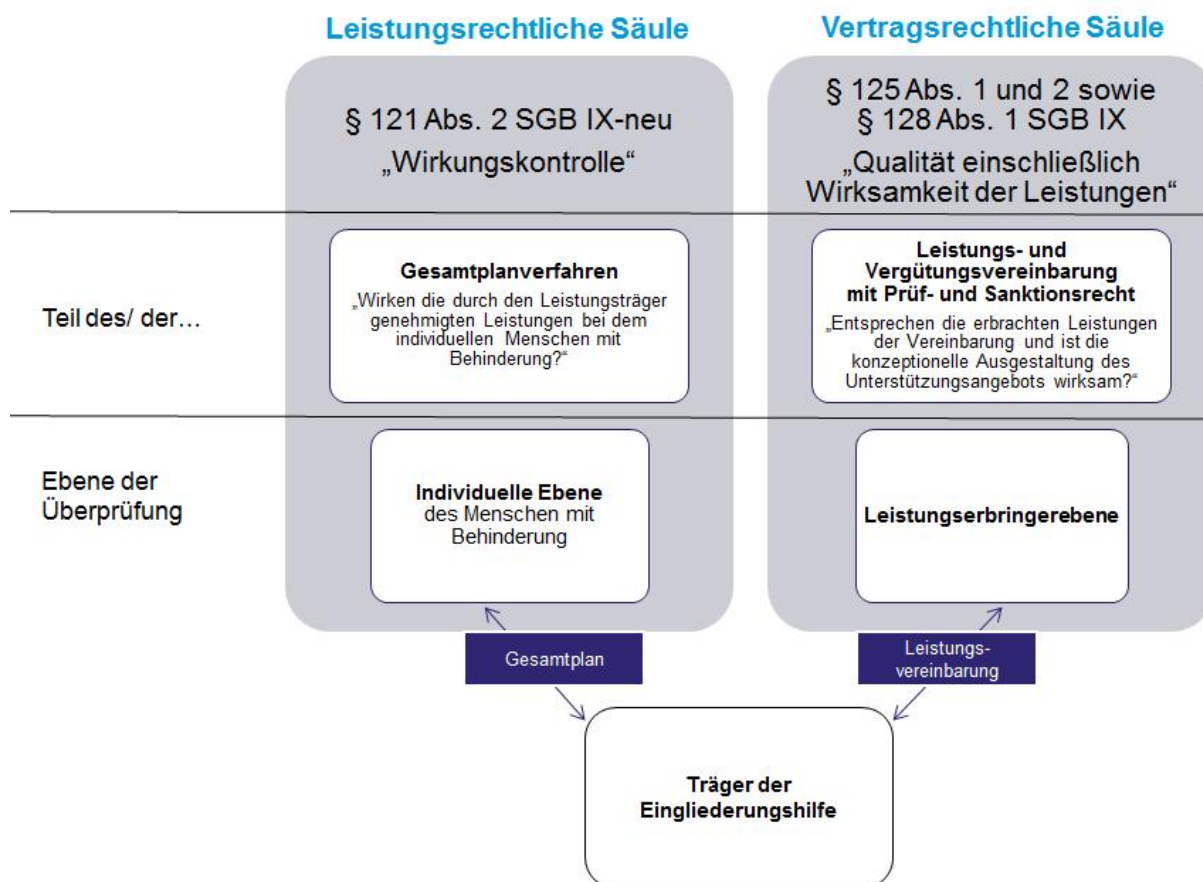 Leistungsrechtliche Säule
Vertragsrechtliche Säule
§ 121 Abs. 2 SGB IX-neu
„Wirkungskontrolle“
§ 125 Abs. 1 und 2 sowie
§ 128 Abs. 1 SGB IX
„Qualität einschließlich
Wirksamkeit der Leistungen“
Teil des/ der…
Gesamtplanverfahren
„Wirken die durch den Leistungsträger
genehmigten Leistungen bei dem
individuellen Menschen mit
Behinderung?“
Leistungs- und
Vergütungsvereinbarung
mit Prüf- und Sanktionsrecht
„Entsprechen die erbrachten Leistungen
der Vereinbarung und ist die
konzeptionelle Ausgestaltung des
Unterstützungsangebots wirksam?“
Ebene der
Überprüfung
Individuelle Ebene
des Menschen mit
Behinderung
Leistungserbringerebene
Gesamtplan
Leistungs-
vereinbarung
Träger der
Eingliederungshilfe